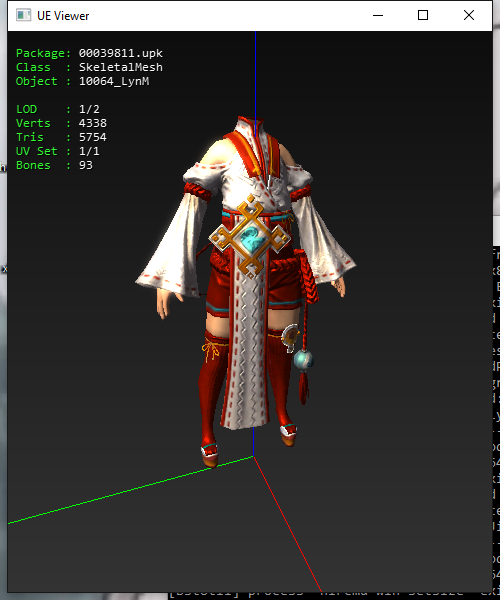 UE Viewer
Package: 00039811.upk
Class  : SkeletalMesh
Object : 10064_LynM
LOD    : 1/2
Verts  : 4338
Tris   : 5754
UV Set : 1/1
Bones  : 93